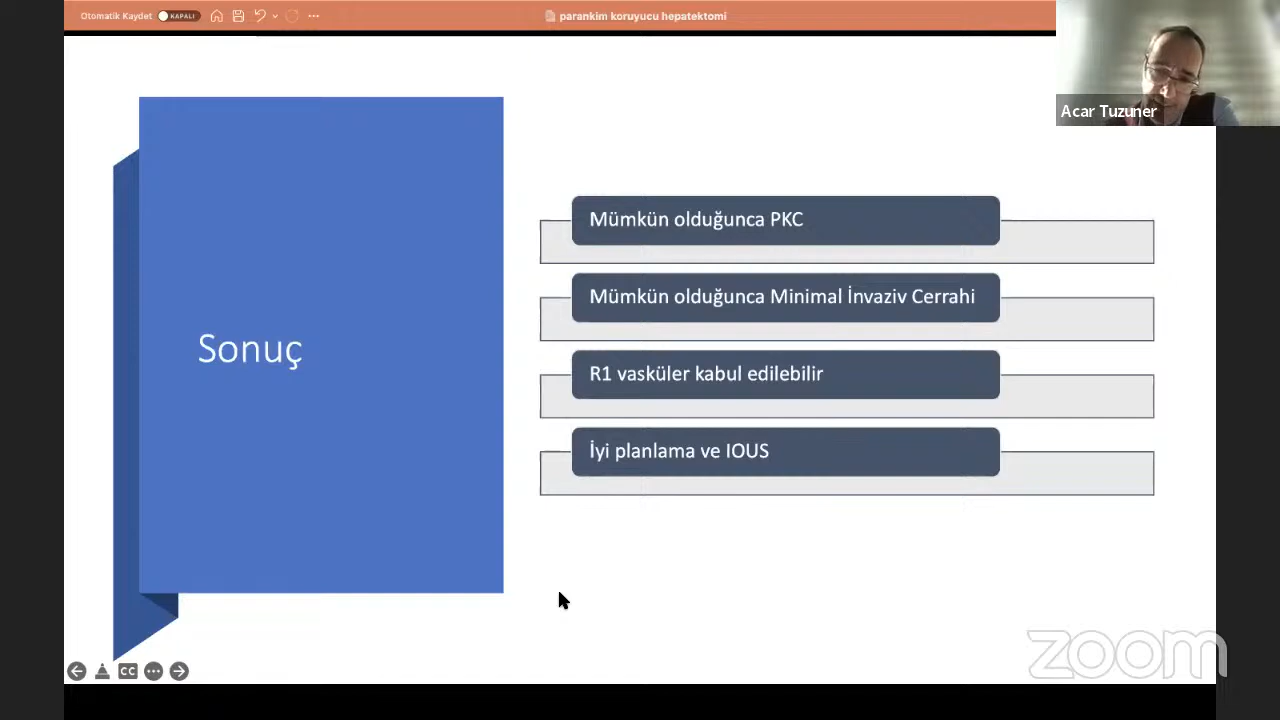 Otomatik Kaydet
KAPALI
parankim koruyucu hepatektomi
Acar Tuzuner
Sonuç
Mümkün olduğunca PKC
Mümkün olduğunca Minimal İnvaziv Cerrahi
R1 vasküler kabul edilebilir
İyi planlama ve IOUS
CC
zoom